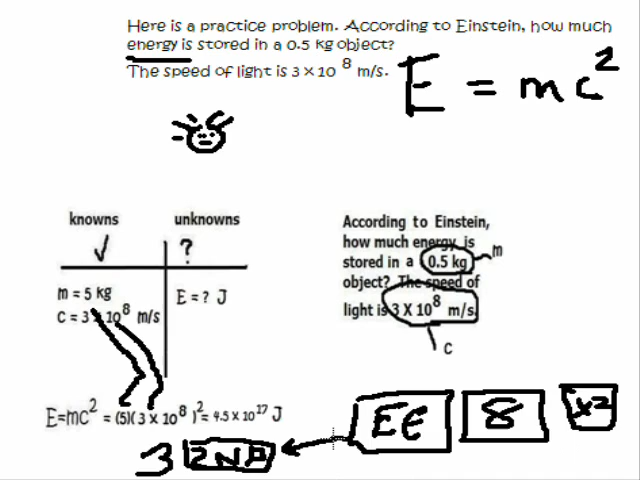 Here is a practice problem. According to Einstein, how much
energy is stored in a 0.5 kg object?
The speed of light is 3 x 10 8 m/s.
E = mc2
knowns unknowns
?
m = 5 kg
c = 3 x 10 8 m/s
E = ? J
According to Einstein,
how much energy is
stored in a 0.5 kg
object? The speed of
light is 3 X 10 8 m/s.
m
c
E=mc2 = (5)(3 x 10 8 )2 = 4.5 x 10 17 J
3 2ND EE 8 x2